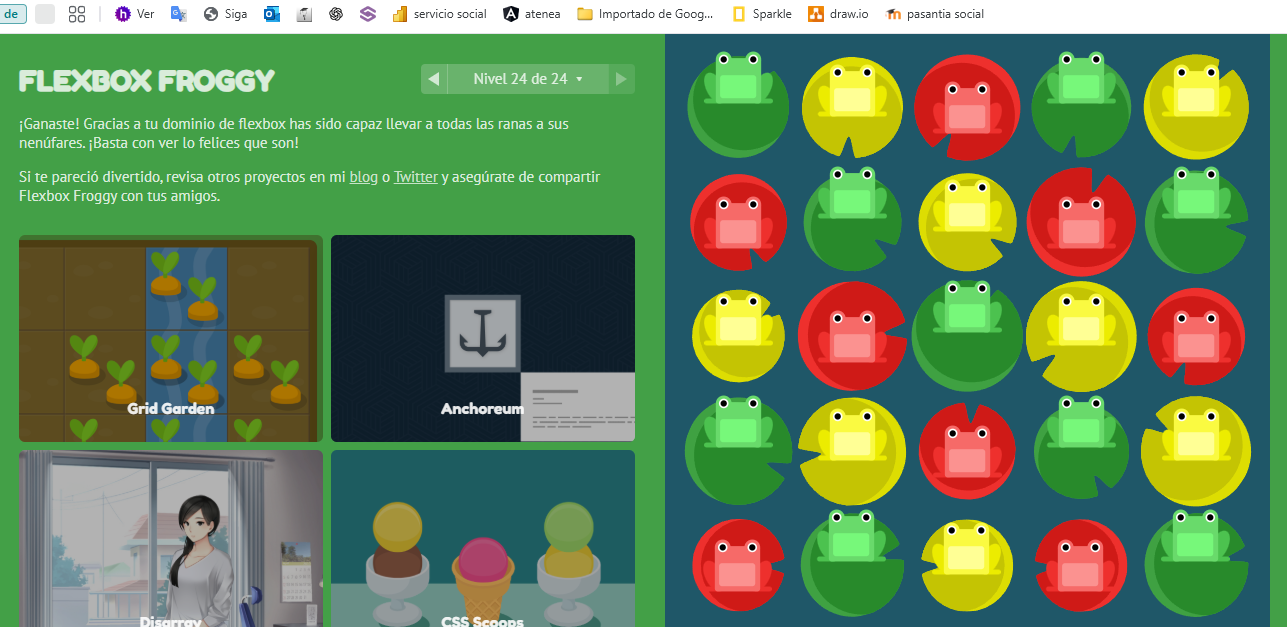 de
Ver
Siga
servicio social
atenea
Importado de Goog...
Sparkle
draw.io
pasantia social
FLEXBOX FROGGY
Nivel 24 de 24
¡Ganaste! Gracias a tu dominio de flexbox has sido capaz llevar a todas las ranas a sus
nenúfares. ¡Basta con ver lo felices que son!
Si te pareció divertido, revisa otros proyectos en mi blog o Twitter y asegúrate de compartir
Flexbox Froggy con tus amigos.
Grid Garden
Anchoreum
Disarray
CSS Scoops